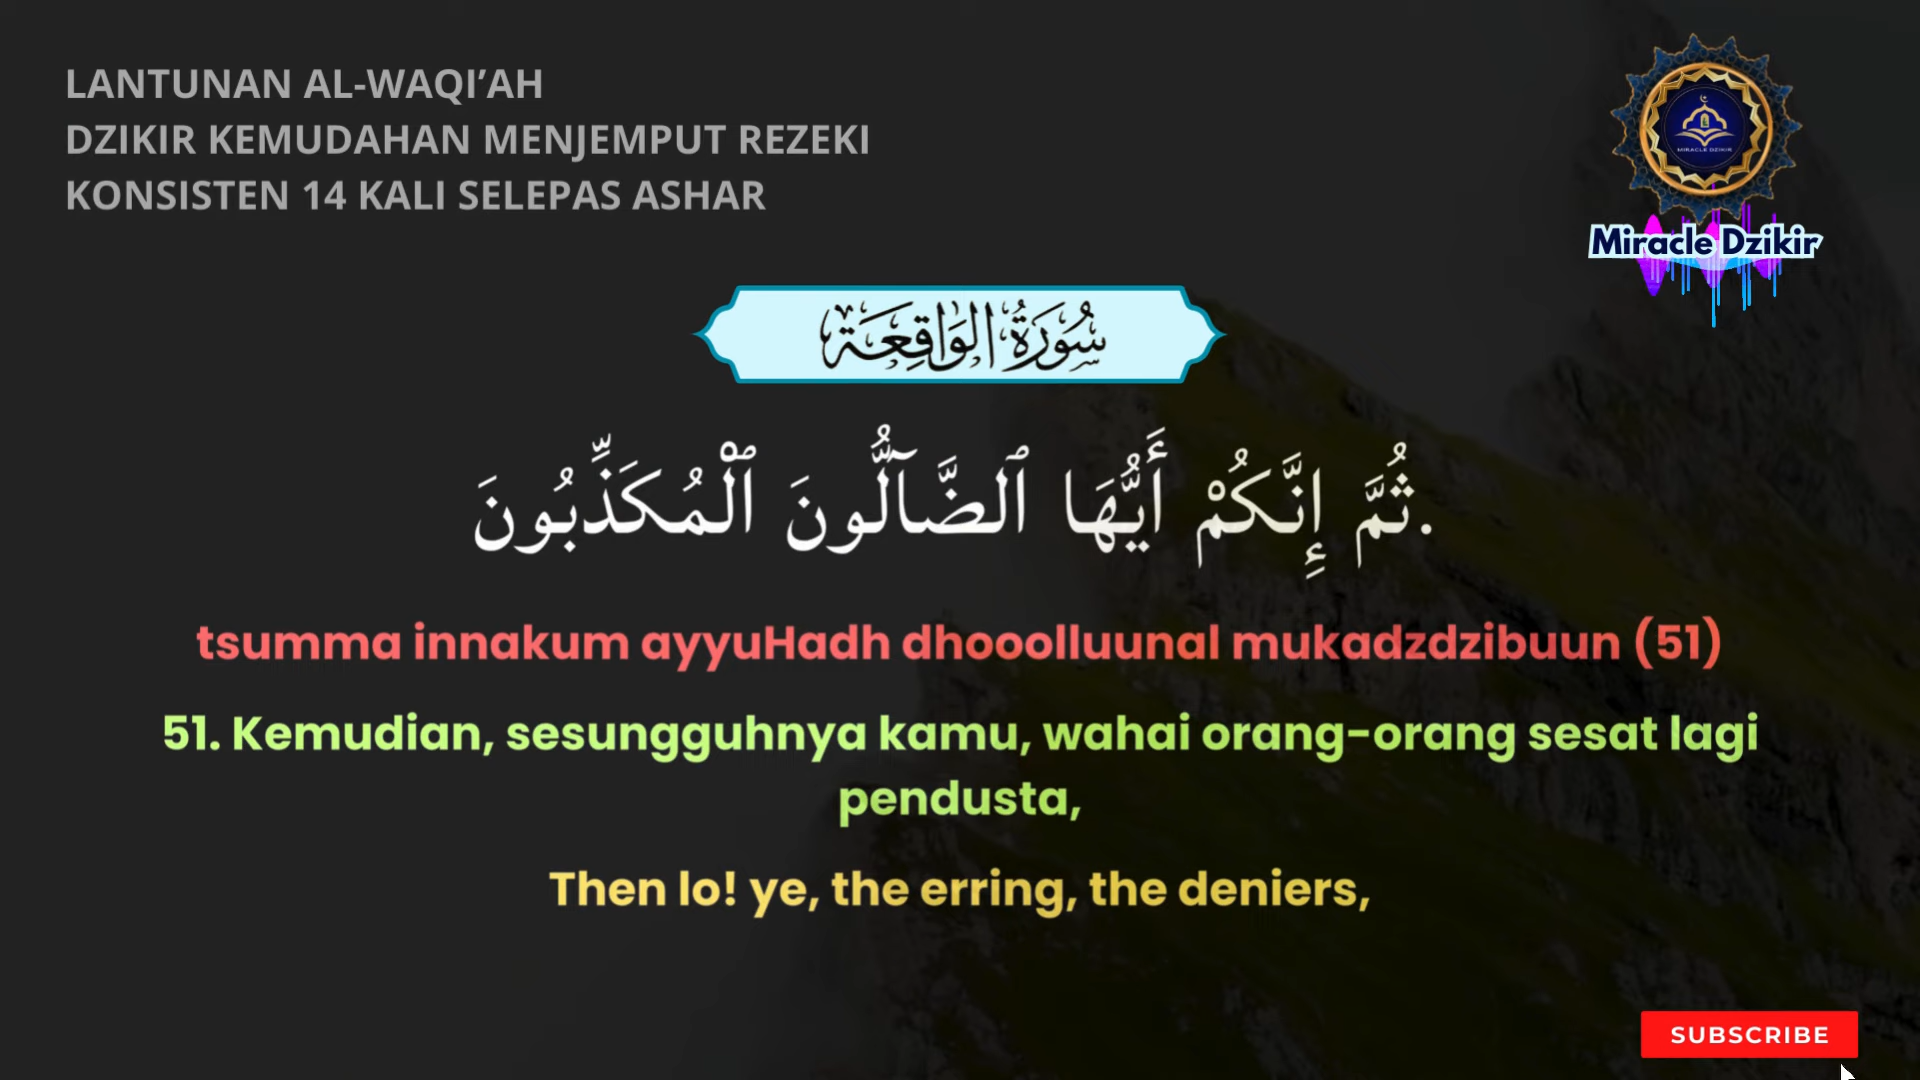 LANTUNAN AL-WAQI’AH
DZIKIR KEMUDAHAN MENJEMPUT REZEKI
KONSISTEN 14 KALI SELEPAS ASHAR
MIRACLE DZIKIR
Miracle Dzikir
سُورَةُ الوَاقِعَة
ثُمَّ إِنَّكُمْ أَيُّهَا ٱلضَّآلُّونَ ٱلْمُكَذِّبُونَ.
tsumma innakum ayyuHadh dhooolluunal mukadzdzibuun (51)
51. Kemudian, sesungguhnya kamu, wahai orang-orang sesat lagi
pendusta,
Then lo! ye, the erring, the deniers,
SUBSCRIBE